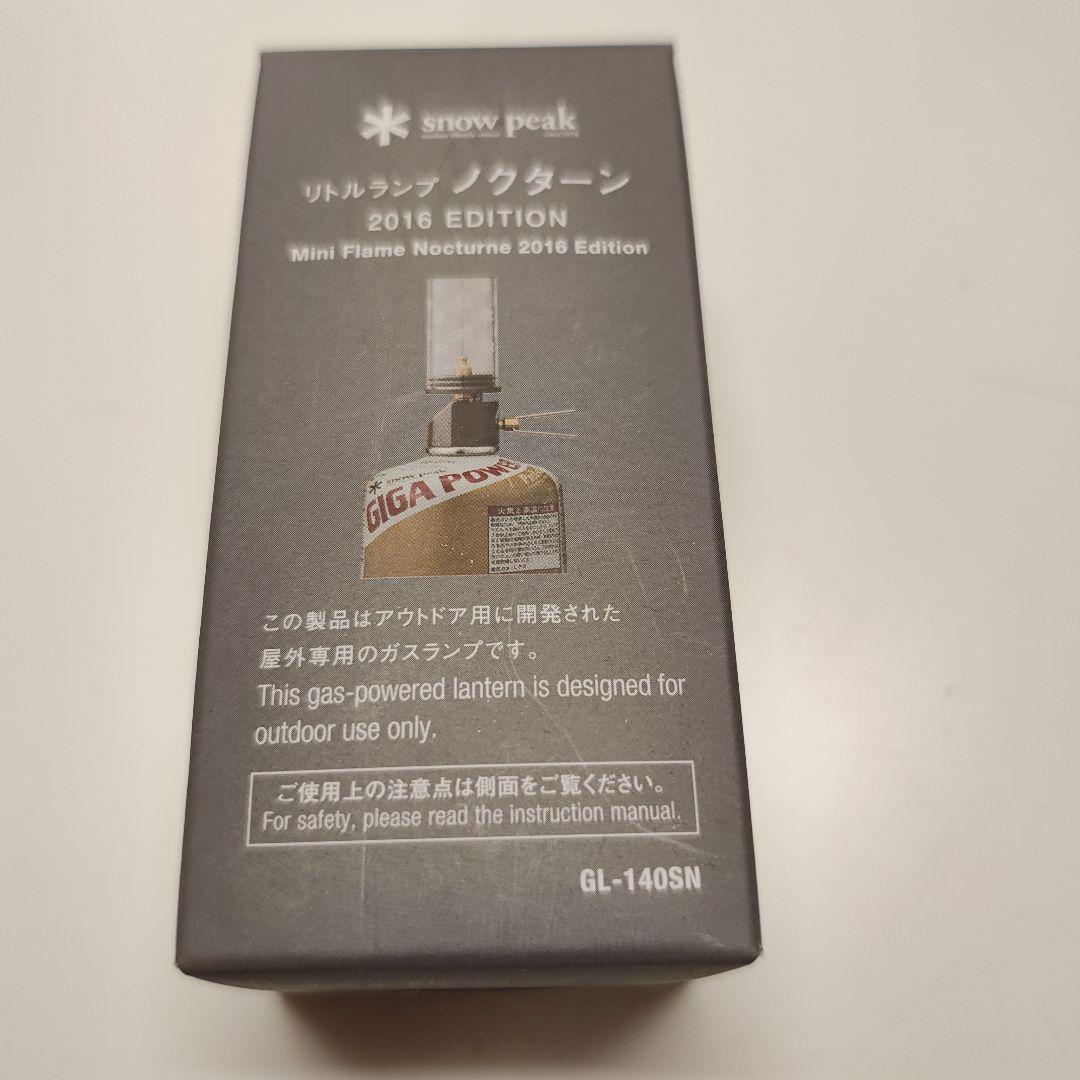 snow peak
リトルランプ ノクターン
2016 EDITION
Mini Flame Nocturne 2016 Edition
snow peak
GIGA POWE
この製品はアウトドア用に開発された
屋外専用のガスランプです。
This gas-powered lantern is designed for
outdoor use only.
ご使用上の注意点は側面をご覧ください。
For safety, please read the instruction manual.
GL-140SN